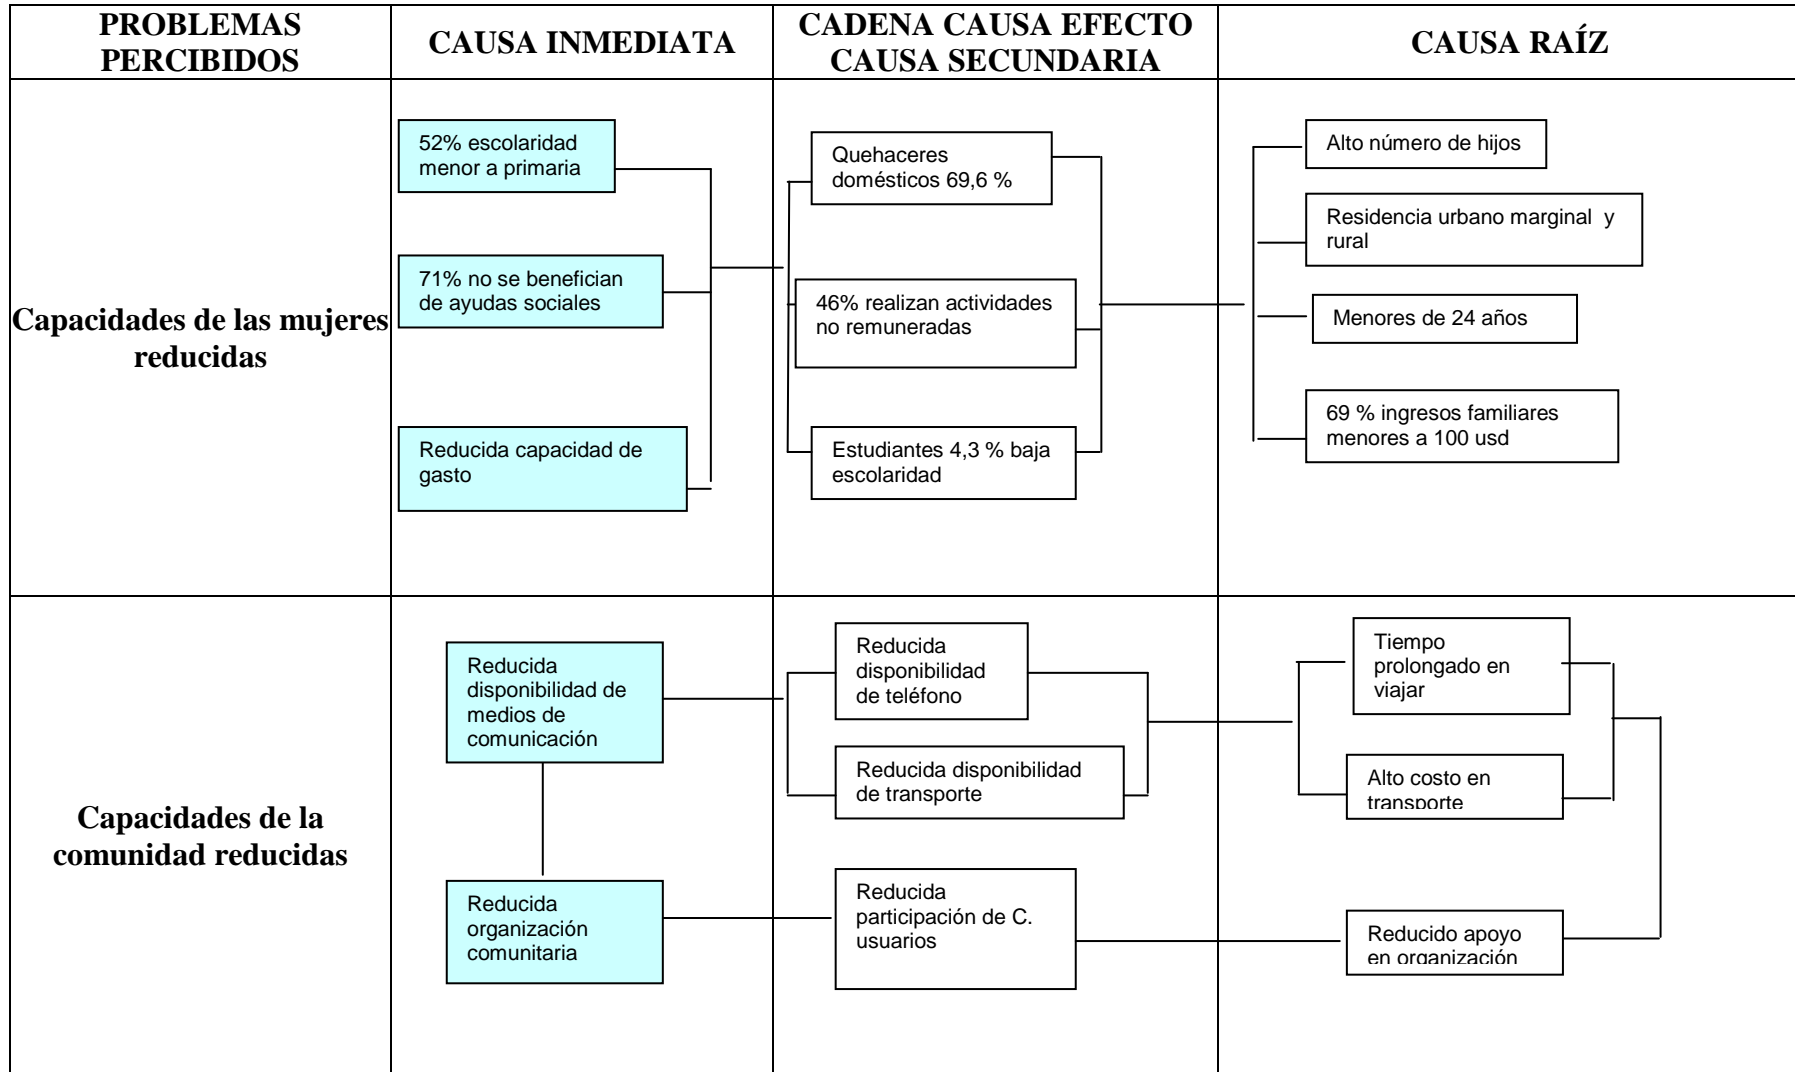 PROBLEMAS
PERCIBIDOS
CAUSA INMEDIATA
CADENA CAUSA EFECTO
CAUSA SECUNDARIA
CAUSA RAÍZ
Capacidades de las mujeres
reducidas
52% escolaridad
menor a primaria
71% no se benefician
de ayudas sociales
Reducida capacidad de
gasto
Quehaceres
domésticos 69,6 %
46% realizan actividades
no remuneradas
Estudiantes 4,3 % baja
escolaridad
Alto número de hijos
Residencia urbano marginal y
rural
Menores de 24 años
69 % ingresos familiares
menores a 100 usd
Capacidades de la
comunidad reducidas
Reducida
disponibilidad de
medios de
comunicación
Reducida
organización
comunitaria
Reducida
disponibilidad
de teléfono
Reducida disponibilidad
de transporte
Reducida
participación de C.
usuarios
Tiempo
prolongado en
viajar
Alto costo en
transporte
Reducido apoyo
en organización